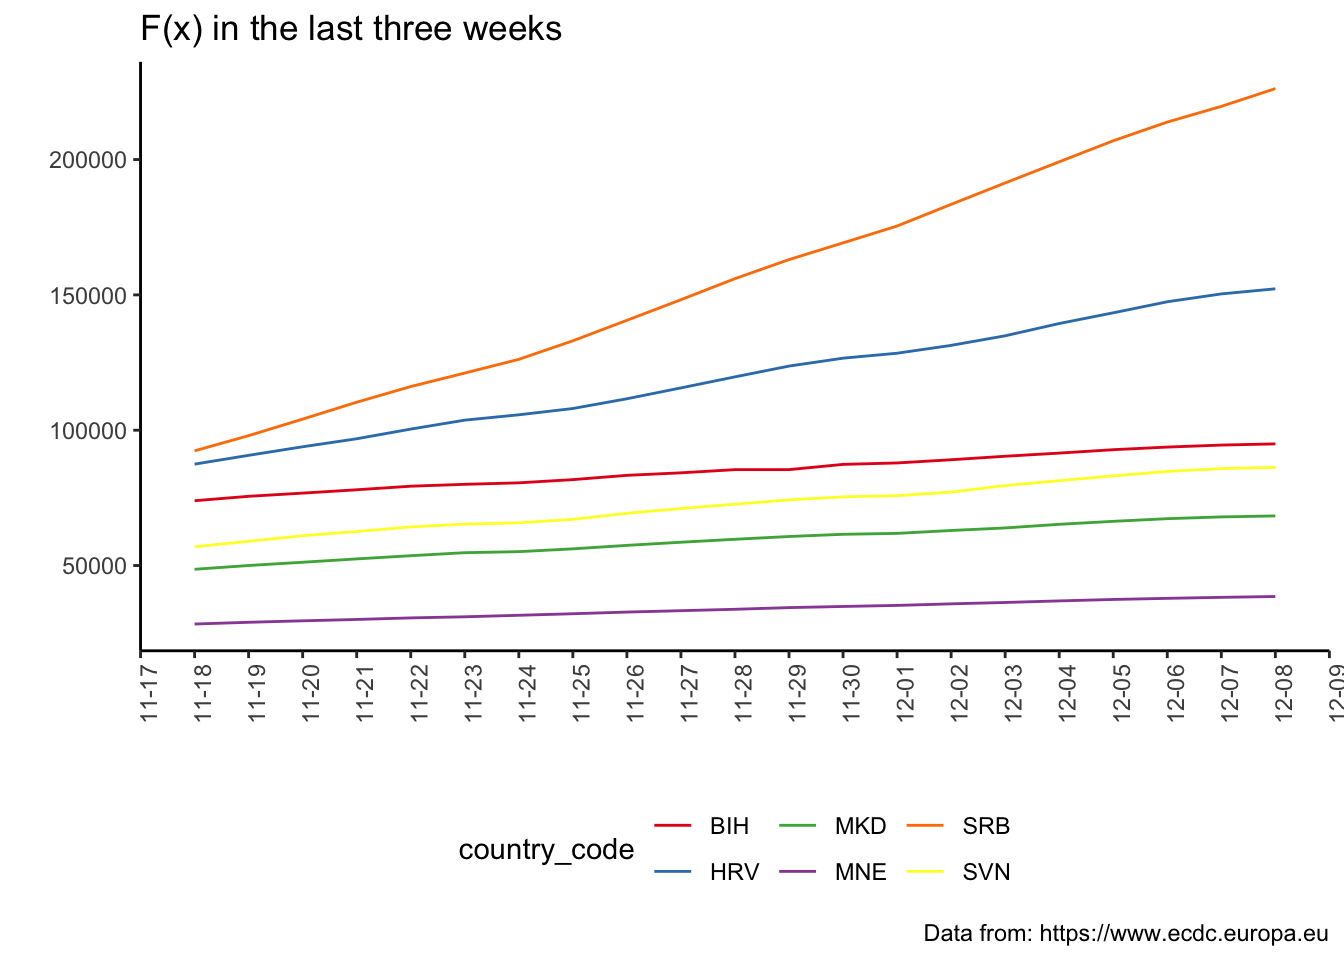 F(x) in the last three weeks
200000
150000
100000
50000
11-17 11-18 11-19 11-20 11-21 11-22 11-23 11-24 11-25 11-26 11-27 11-28 11-29 11-30 12-01 12-02 12-03 12-04 12-05 12-06 12-07 12-08 12-09
BIH MKD SRB
country_code
HRV MNE SVN
Data from: https://www.ecdc.europa.eu